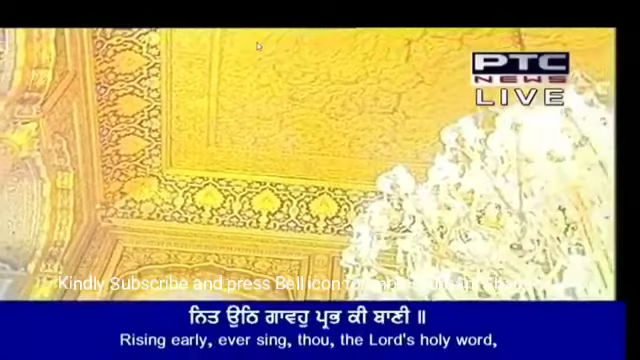 PTC
NEWS
LIVE
Kindly Subscribe and press Bell icon for
ਨਿਤ ਉਠਿ ਗਾਵਹੁ ਪ੍ਰਭ ਕੀ ਬਾਣੀ ॥
Rising early, ever sing, thou, the Lord's holy word,